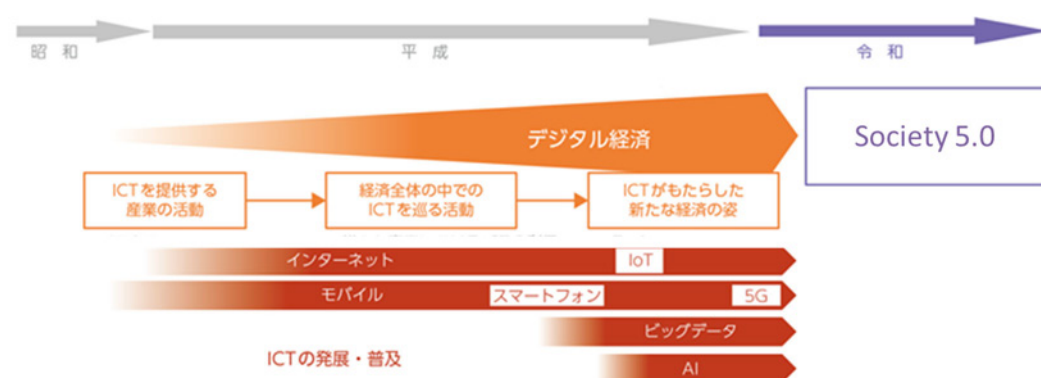 昭 和
平 成
令 和
デジタル経済
Society 5.0
ICTを提供する
産業の活動
経済全体の中での
ICTを巡る活動
ICTがもたらした
新たな経済の姿
インターネット
IoT
モバイル
スマートフォン
5G
ビッグデータ
ICTの発展・普及
AI